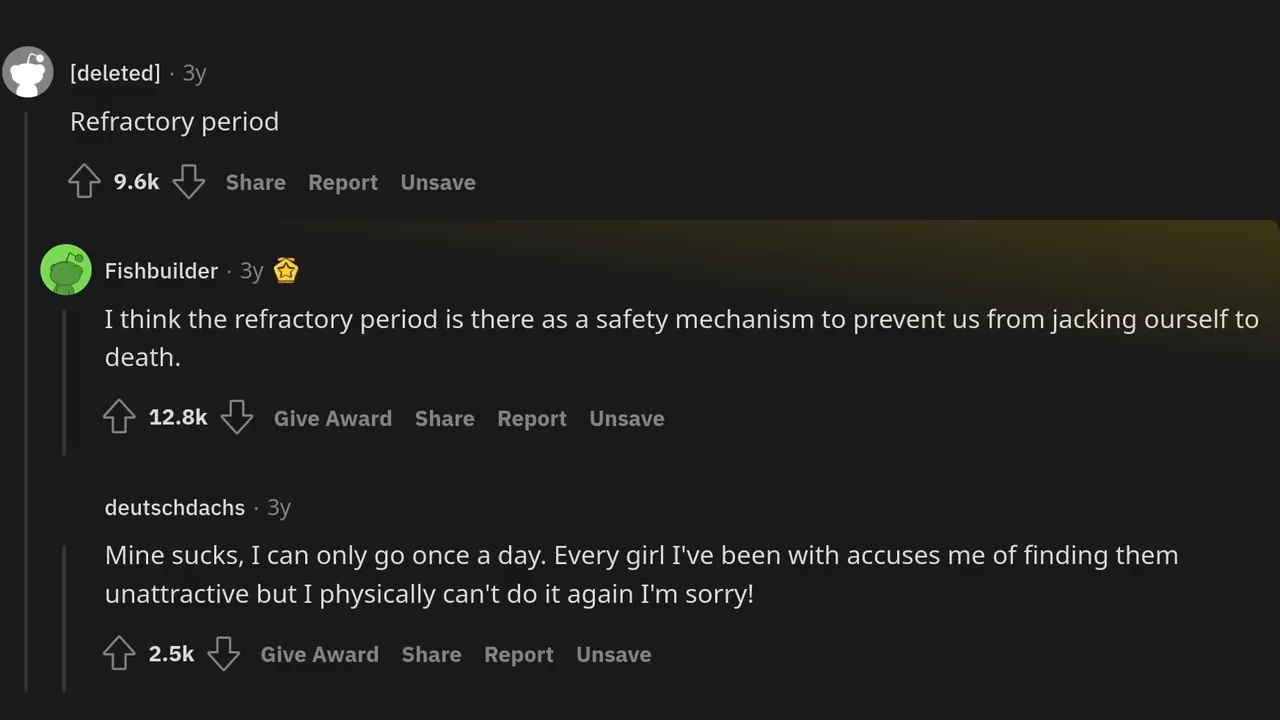 [deleted] · 3y
Refractory period
9.6k Share Report Unsave
Fishbuilder · 3y
I think the refractory period is there as a safety mechanism to prevent us from jacking ourself to
death.
12.8k Give Award Share Report Unsave
deutschdachs · 3y
Mine sucks, I can only go once a day. Every girl I've been with accuses me of finding them
unattractive but I physically can't do it again I'm sorry!
2.5k Give Award Share Report Unsave